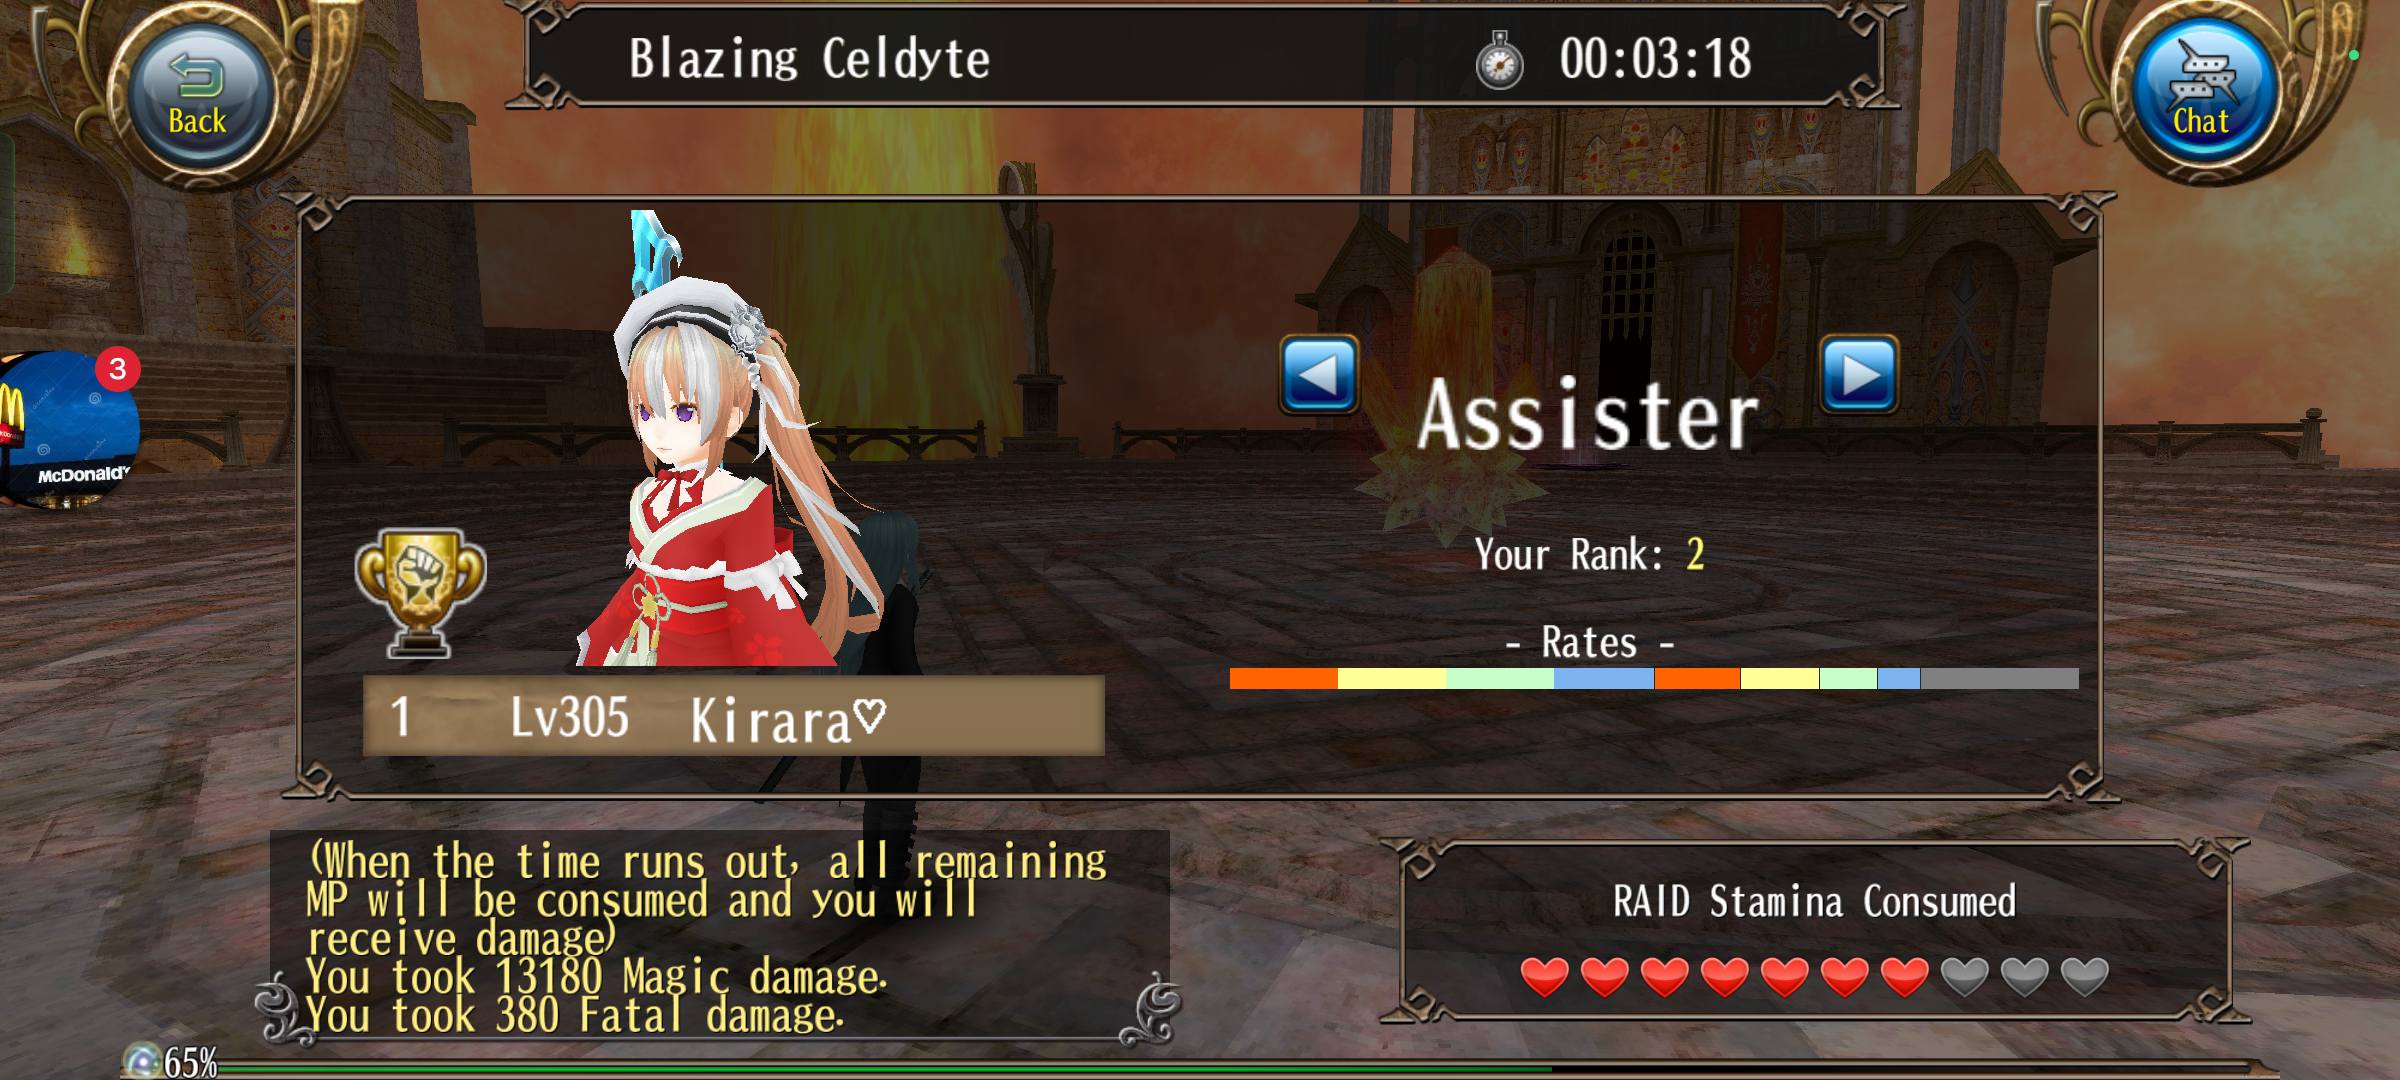 Back
Blazing Celdyte
00:03:18
Chat
3
McDonald's
Assister
Your Rank: 2
- Rates -
1 Lv305 Kirara♡
(When the time runs out, all remaining
MP will be consumed and you will
receive damage)
You took 13180 Magic damage.
You took 380 Fatal damage.
RAID Stamina Consumed
65%